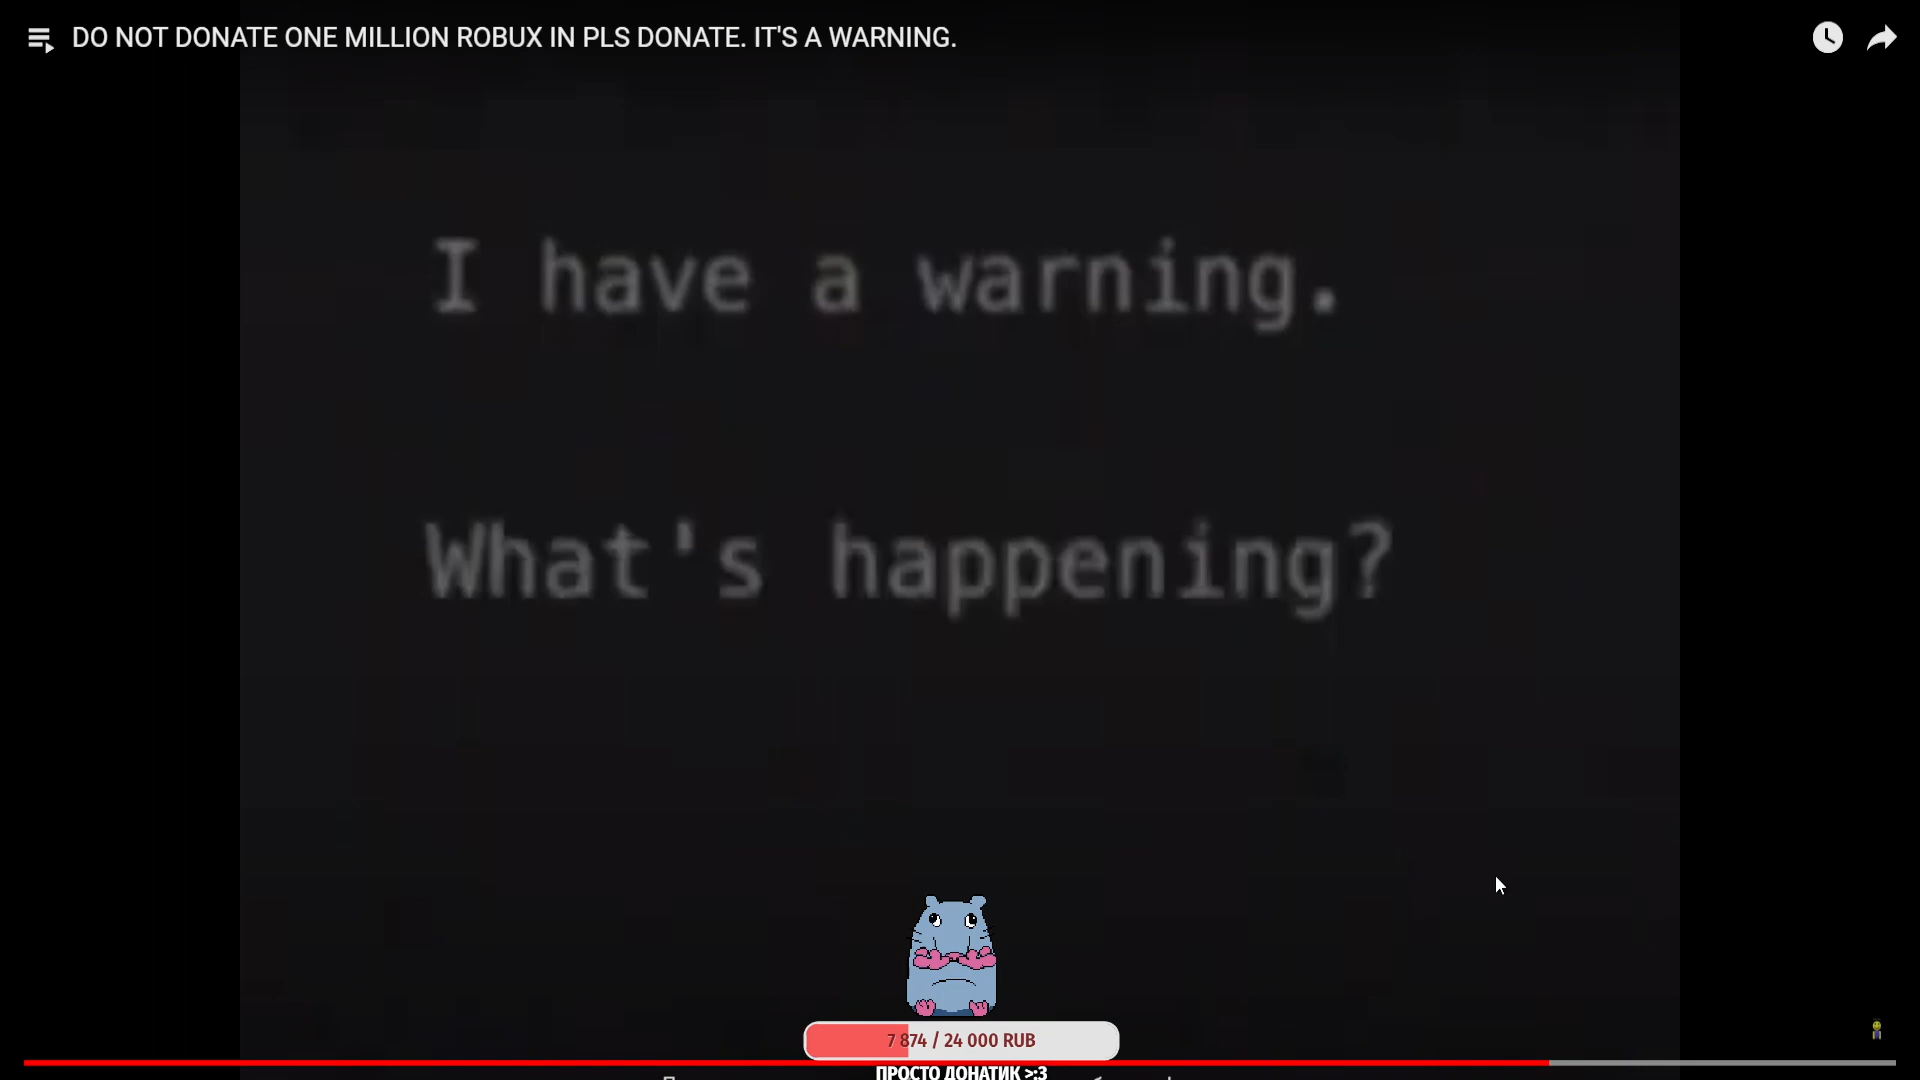 DO NOT DONATE ONE MILLION ROBUX IN PLS DONATE. IT'S A WARNING.
I have a warning.
What's happening?
7 874 / 24 000 RUB
ПРОСТО ДОНАТИК >:3